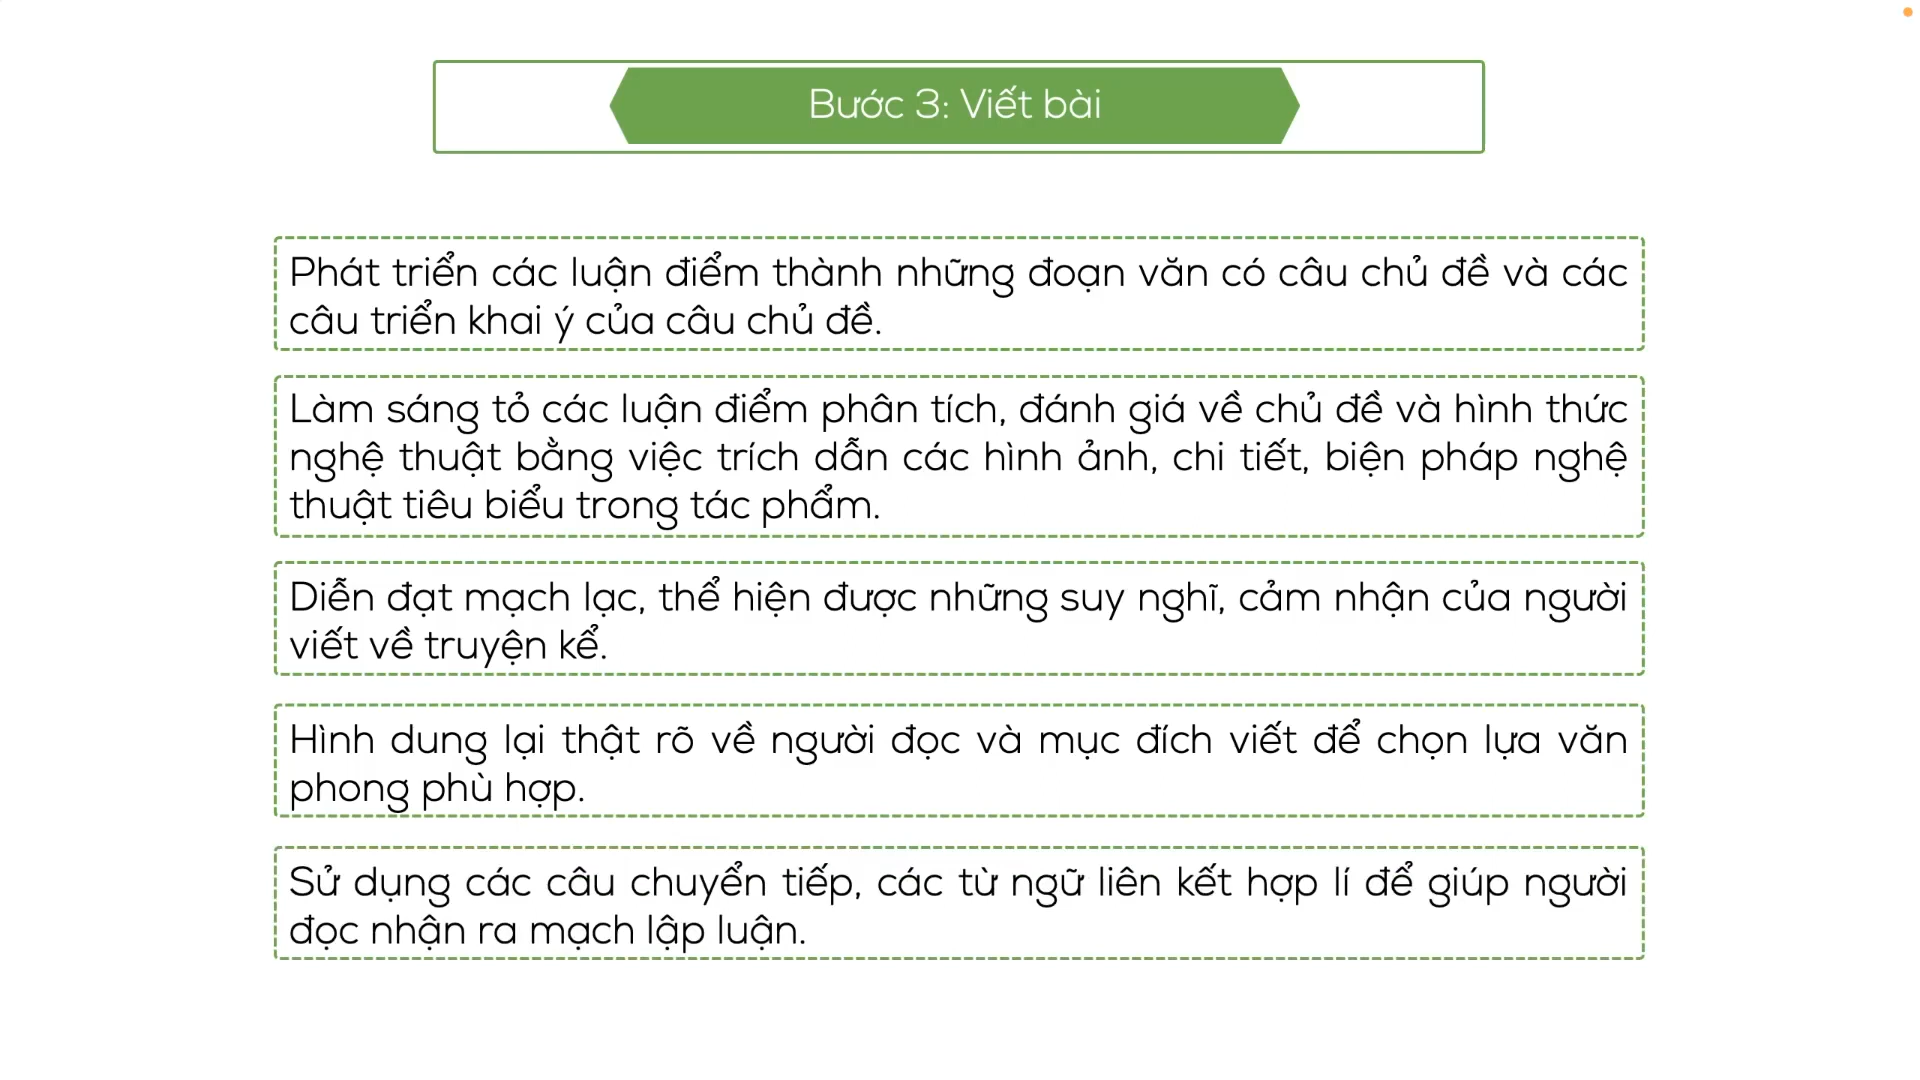 Bước 3: Viết bài
Phát triển các luận điểm thành những đoạn văn có câu chủ đề và các
câu triển khai ý của câu chủ đề.
Làm sáng tỏ các luận điểm phân tích, đánh giá về chủ đề và hình thức
nghệ thuật bằng việc trích dẫn các hình ảnh, chi tiết, biện pháp nghệ
thuật tiêu biểu trong tác phẩm.
Diễn đạt mạch lạc, thể hiện được những suy nghĩ, cảm nhận của người
viết về truyện kể.
Hình dung lại thật rõ về người đọc và mục đích viết để chọn lựa văn
phong phù hợp.
Sử dụng các câu chuyển tiếp, các từ ngữ liên kết hợp lí để giúp người
đọc nhận ra mạch lập luận.